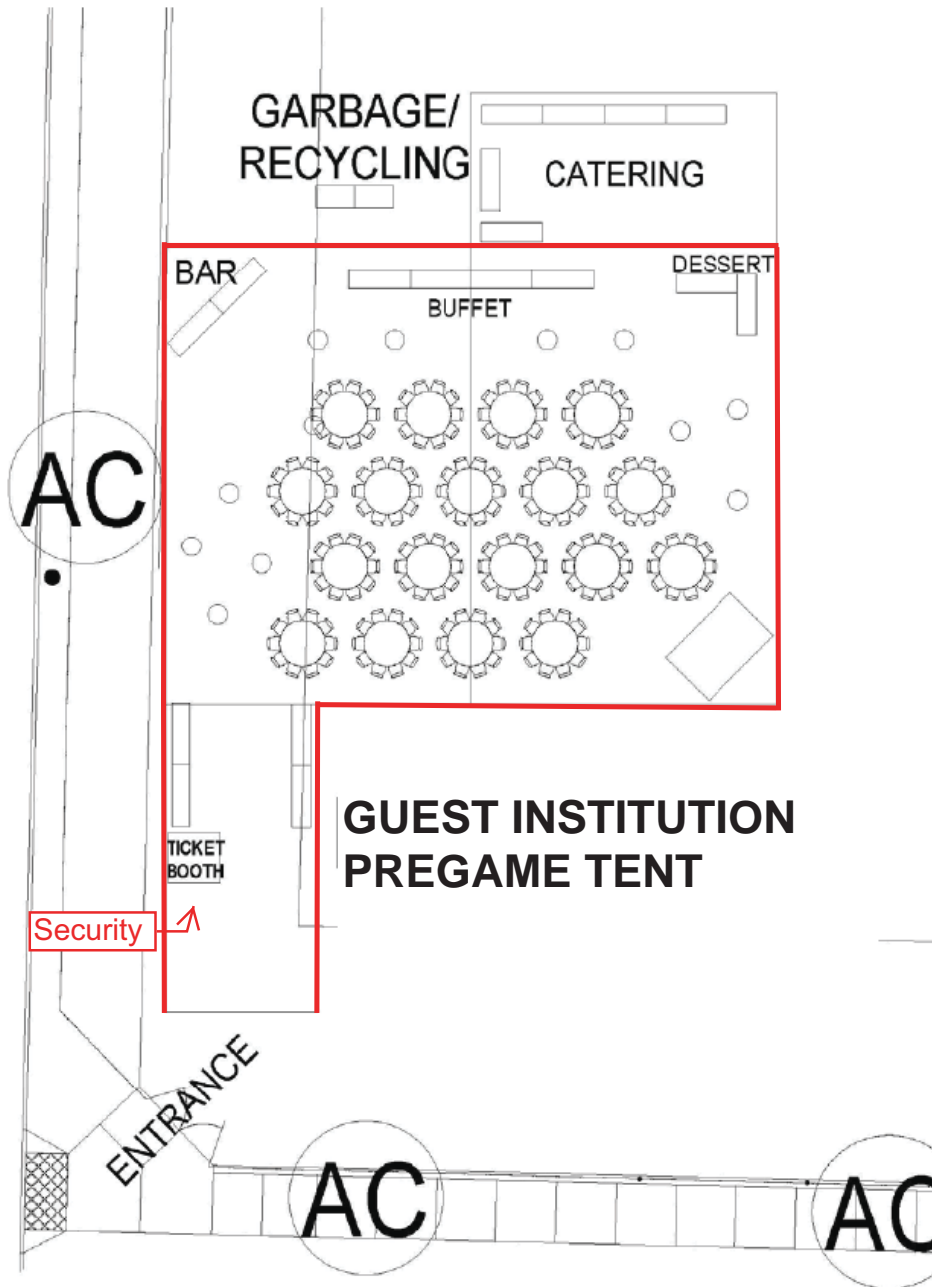 GARBAGE/
RECYCLING
CATERING
BAR
DESSERT
BUFFET
AC
TICKET
BOOTH
GUEST INSTITUTION
PREGAME TENT
Security
ENTRANCE
AC
AC